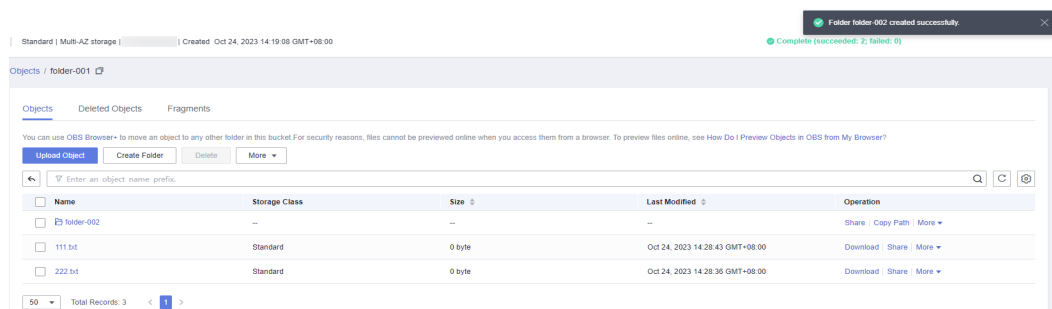 Folder folder-002 created successfully.
Standard | Multi-AZ storage | | Created Oct 24, 2023 14:19:08 GMT+08:00
Complete (succeeded: 2; failed: 0)
Objects / folder-001
Objects Deleted Objects Fragments
You can use OBS Browser+ to move an object to any other folder in this bucket.For security reasons, files cannot be previewed online when you access them from a browser. To preview files online, see How Do I Preview Objects in OBS from My Browser?
Upload Object Create Folder Delete More
Enter an object name prefix.
Name Storage Class Size Last Modified Operation
folder-002 -- -- -- Share | Copy Path | More
111.txt Standard 0 byte Oct 24, 2023 14:28:43 GMT+08:00 Download | Share | More
222.txt Standard 0 byte Oct 24, 2023 14:28:36 GMT+08:00 Download | Share | More
50 Total Records: 3 < 1 >